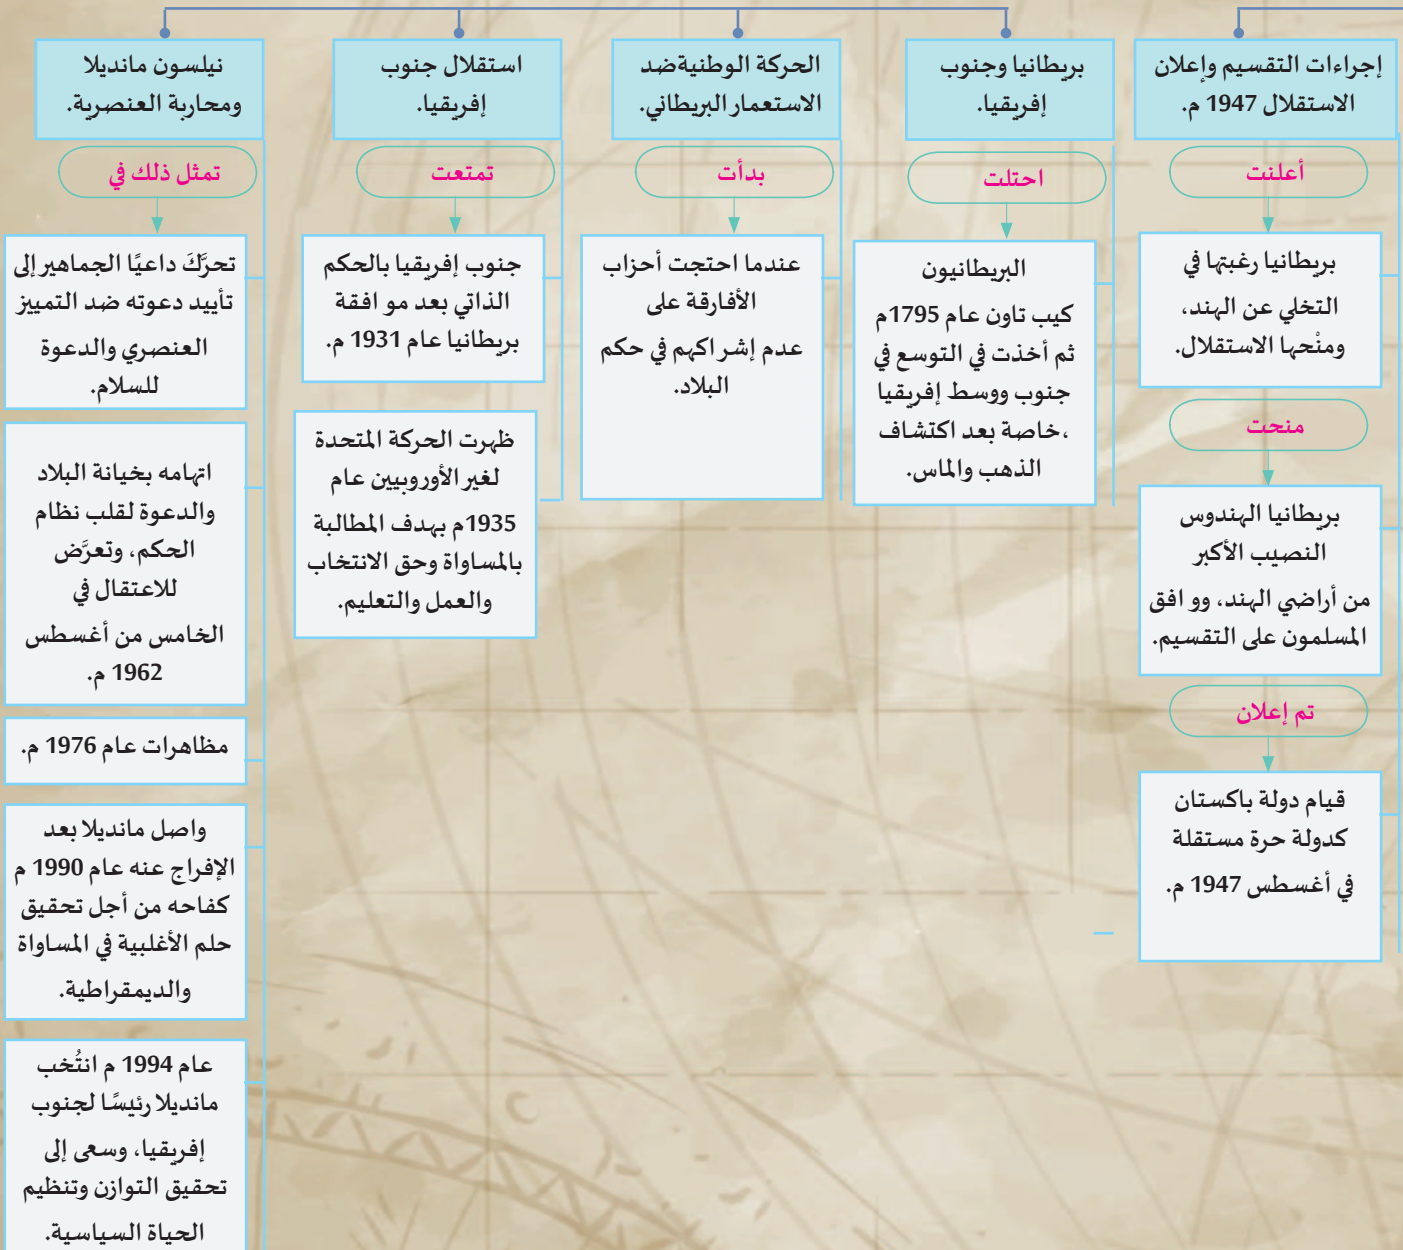 إجراءات التقسيم وإعلان
الاستقلال 1947 م.
أعلنت
بريطانيا رغبتها في
التخلي عن الهند،
ومنْحها الاستقلال.
منحت
بريطانيا الهندوس
النصيب الأكبر
من أراضي الهند، وو افق
المسلمون على التقسيم.
تم إعلان
قيام دولة باكستان
كدولة حرة مستقلة
في أغسطس 1947 م.
بريطانيا وجنوب
إفريقيا.
احتلت
البريطانيون
كيب تاون عام 1795م
ثم أخذت في التوسع في
جنوب ووسط إفريقيا
،خاصة بعد اكتشاف
الذهب والماس.
الحركة الوطنيةضد
الاستعمار البريطاني.
بدأت
عندما احتجت أحزاب
الأفارقة على
عدم إشر اكهم في حكم
البلاد.
استقلال جنوب
إفريقيا.
تمتعت
جنوب إفريقيا بالحكم
الذاتي بعد مو افقة
بريطانيا عام 1931 م.
ظهرت الحركة المتحدة
لغير الأوروبيين عام
1935م بهدف المطالبة
بالمساواة وحق الانتخاب
والعمل والتعليم.
نيلسون مانديلا
ومحاربة العنصرية.
تمثل ذلك في
تحرَّكَ داعيًا الجماهير إلى
تأييد دعوته ضد التمييز
العنصري والدعوة
للسلام.
اتهامه بخيانة البلاد
والدعوة لقلب نظام
الحكم، وتعرَّض
للاعتقال في
الخامس من أغسطس
1962 م.
مظاهرات عام 1976 م.
واصل مانديلا بعد
الإفراج عنه عام 1990 م
كفاحه من أجل تحقيق
حلم الأغلبية في المساواة
والديمقراطية.
عام 1994 م انتُخب
مانديلا رئيسًا لجنوب
إفريقيا، وسعى إلى
تحقيق التوازن وتنظيم
الحياة السياسية.